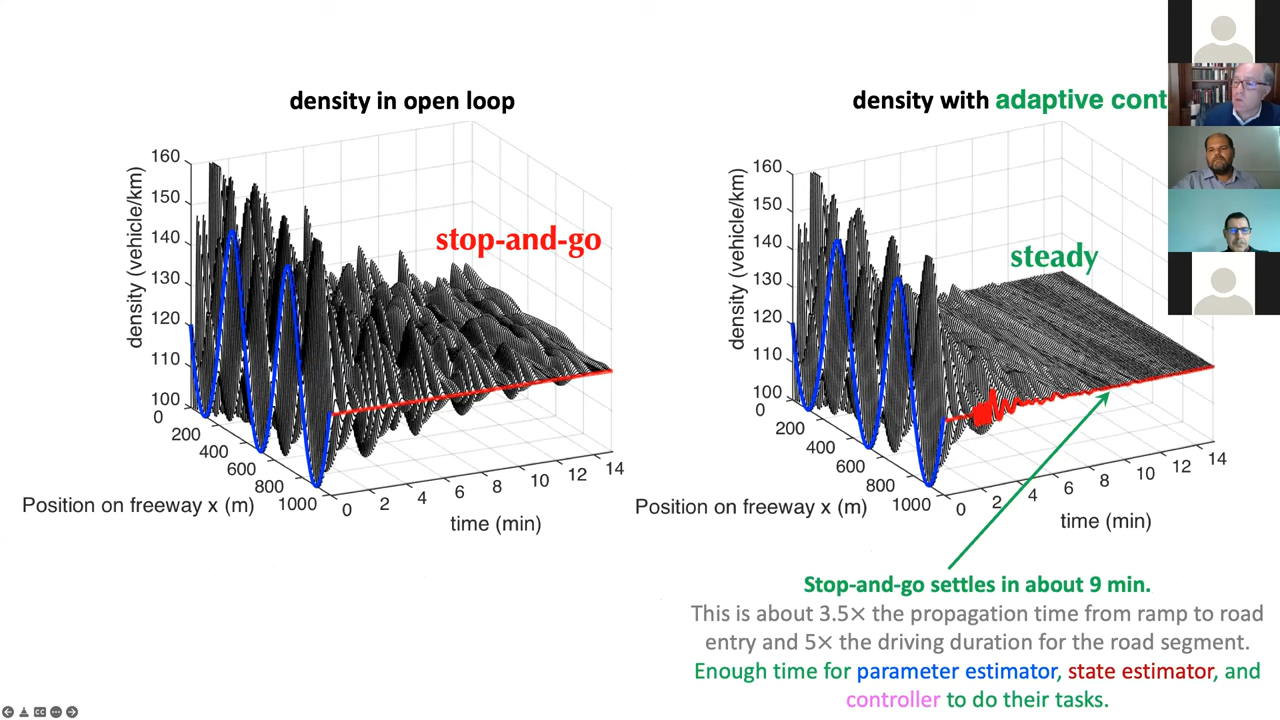 density in open loop
160
150
140
130
120
110
100
density (vehicle/km)
stop-and-go
0
200
400
600
800
1000
Position on freeway x (m)
0
2
4
6
8
10
12
14
time (min)
density with adaptive cont
160
150
140
130
120
110
100
density (vehicle/km)
steady
0
200
400
600
800
1000
Position on freeway x (m)
0
2
4
6
8
10
12
14
time (min)
Stop-and-go settles in about 9 min.
This is about 3.5× the propagation time from ramp to road
entry and 5× the driving duration for the road segment.
Enough time for parameter estimator, state estimator, and
controller to do their tasks.